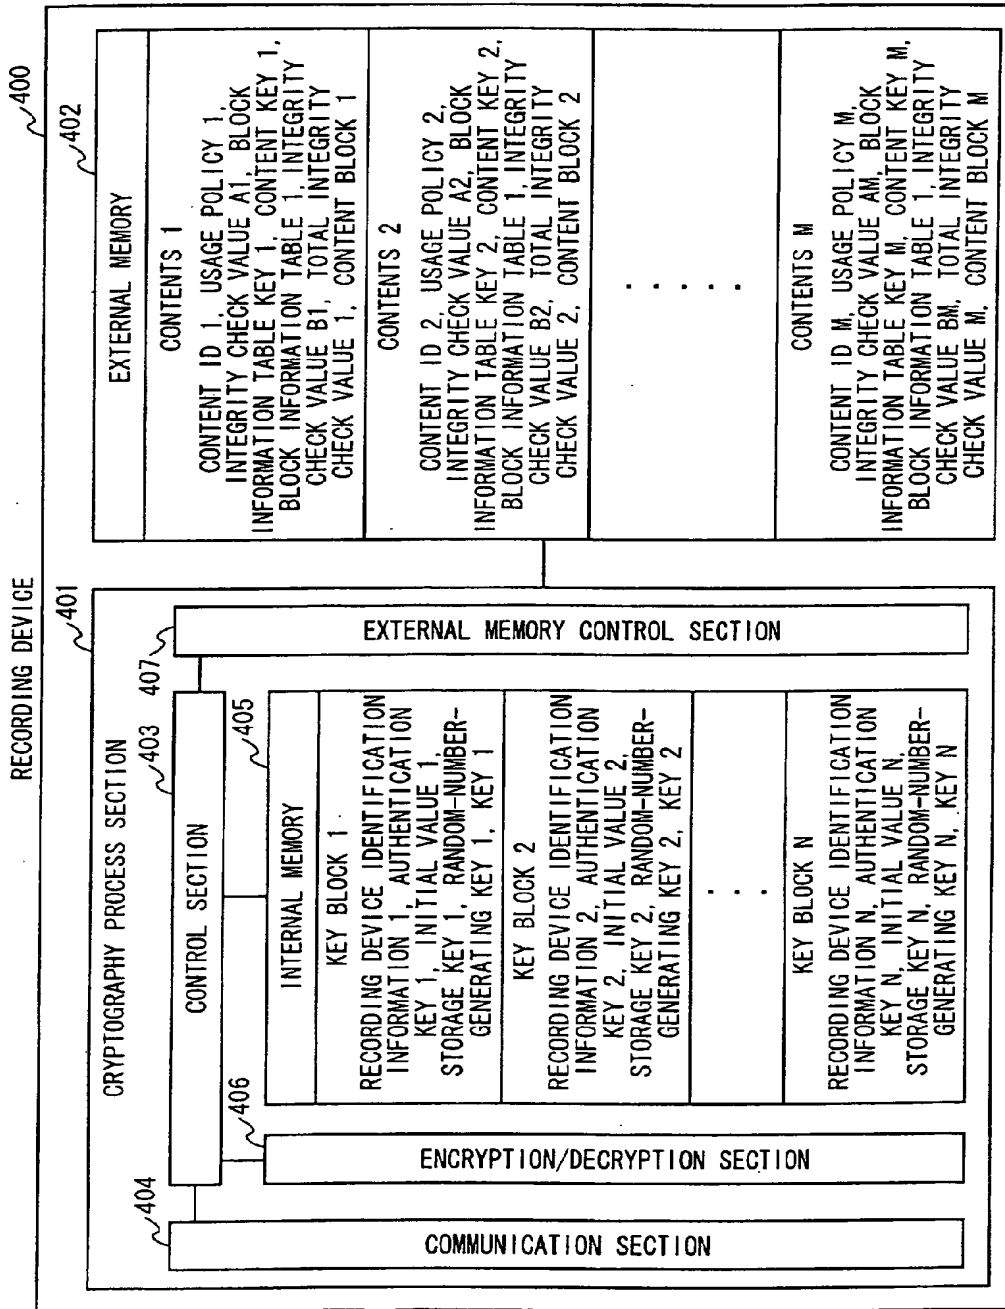 RECORDING DEVICE
400
CRYPTOGRAPHY PROCESS SECTION
401
403
CONTROL SECTION
404
COMMUNICATION SECTION
406
ENCRYPTION/DECRYPTION SECTION
405
INTERNAL MEMORY
KEY BLOCK 1
RECORDING DEVICE IDENTIFICATION
INFORMATION 1, AUTHENTICATION
KEY 1, INITIAL VALUE 1,
STORAGE KEY 1, RANDOM-NUMBER-
GENERATING KEY 1, KEY 1
KEY BLOCK 2
RECORDING DEVICE IDENTIFICATION
INFORMATION 2, AUTHENTICATION
KEY 2, INITIAL VALUE 2,
STORAGE KEY 2, RANDOM-NUMBER-
GENERATING KEY 2, KEY 2
. . .
KEY BLOCK N
RECORDING DEVICE IDENTIFICATION
INFORMATION N, AUTHENTICATION
KEY N, INITIAL VALUE N,
STORAGE KEY N, RANDOM-NUMBER-
GENERATING KEY N, KEY N
407
EXTERNAL MEMORY CONTROL SECTION
402
EXTERNAL MEMORY
CONTENTS 1
CONTENT ID 1, USAGE POLICY 1,
INTEGRITY CHECK VALUE A1, BLOCK
INFORMATION TABLE KEY 1, CONTENT KEY 1,
BLOCK INFORMATION TABLE 1, INTEGRITY
CHECK VALUE B1, TOTAL INTEGRITY
CHECK VALUE 1, CONTENT BLOCK 1
CONTENTS 2
CONTENT ID 2, USAGE POLICY 2,
INTEGRITY CHECK VALUE A2, BLOCK
INFORMATION TABLE KEY 2, CONTENT KEY 2,
BLOCK INFORMATION TABLE 1, INTEGRITY
CHECK VALUE B2, TOTAL INTEGRITY
CHECK VALUE 2, CONTENT BLOCK 2
. . . . .
CONTENTS M
CONTENT ID M, USAGE POLICY M,
INTEGRITY CHECK VALUE AM, BLOCK
INFORMATION TABLE KEY M, CONTENT KEY M,
BLOCK INFORMATION TABLE 1, INTEGRITY
CHECK VALUE BM, TOTAL INTEGRITY
CHECK VALUE M, CONTENT BLOCK M